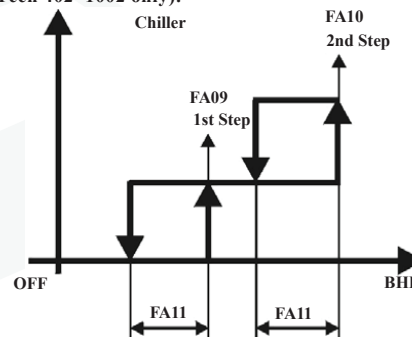 Chiller
FA10
2nd Step
FA09
1st Step
OFF
FA11
FA11